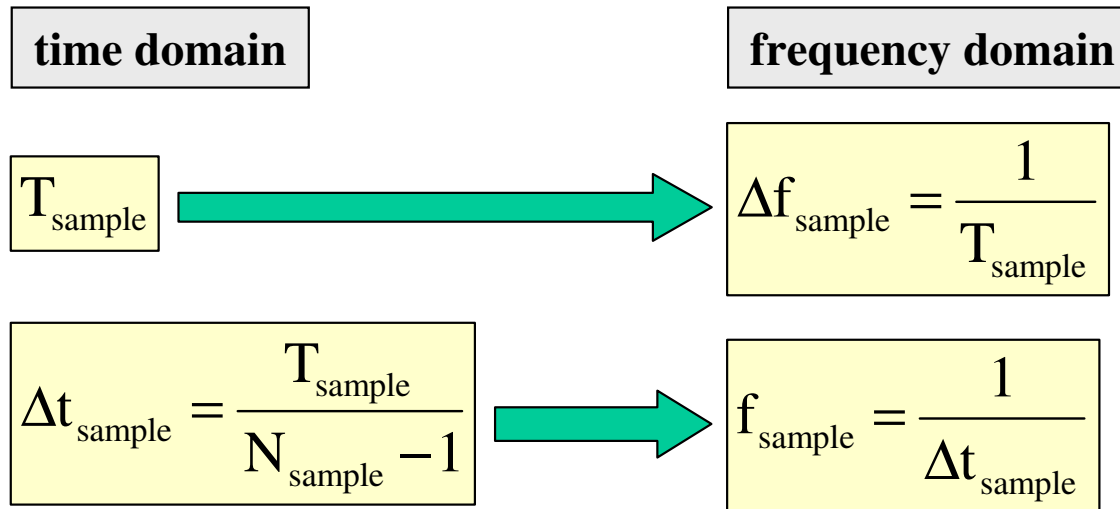 time domain
frequency domain
T_sample
Δf_sample = 1 / T_sample
Δt_sample = T_sample / (N_sample − 1)
f_sample = 1 / Δt_sample